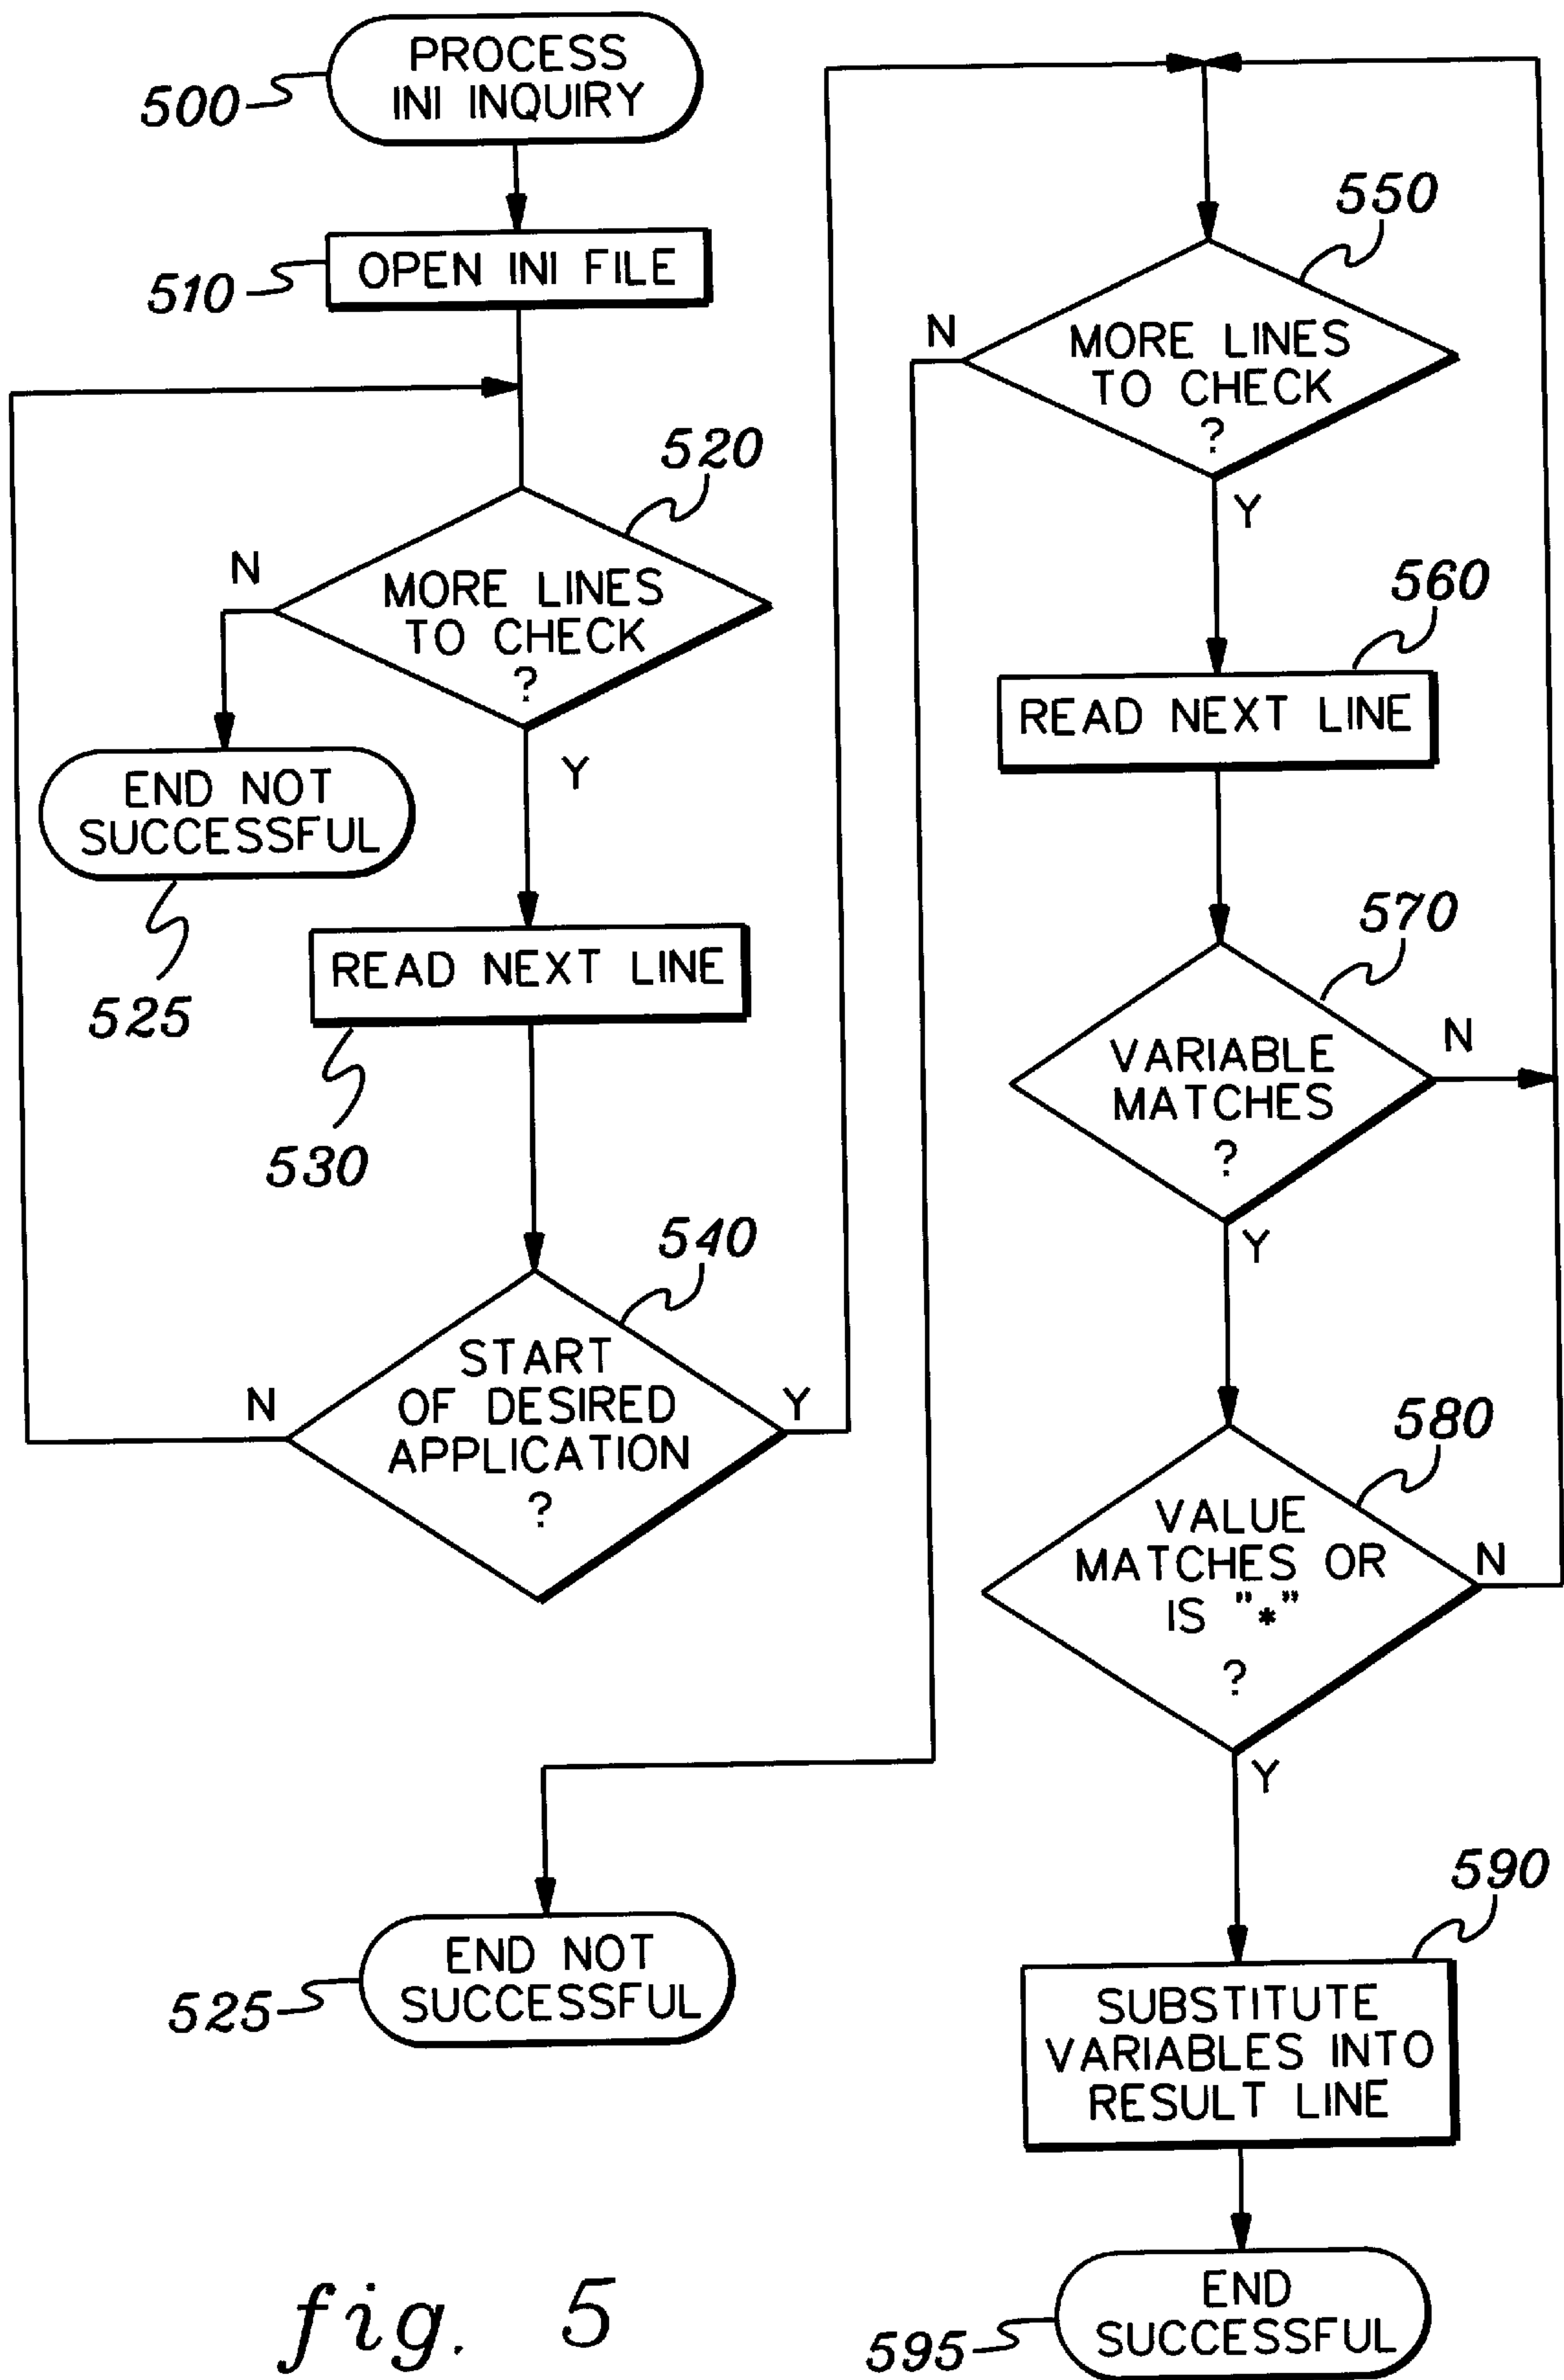 PROCESS
INI INQUIRY
500
OPEN INI FILE
510
520
N
MORE LINES
TO CHECK
?
Y
END NOT
SUCCESSFUL
525
READ NEXT LINE
530
540
START
OF DESIRED
APPLICATION
?
N
Y
550
N
MORE LINES
TO CHECK
?
Y
560
READ NEXT LINE
570
VARIABLE
MATCHES
?
N
Y
580
VALUE
MATCHES OR
IS "*"
?
N
Y
END NOT
SUCCESSFUL
525
590
SUBSTITUTE
VARIABLES INTO
RESULT LINE
END
SUCCESSFUL
595
fig. 5